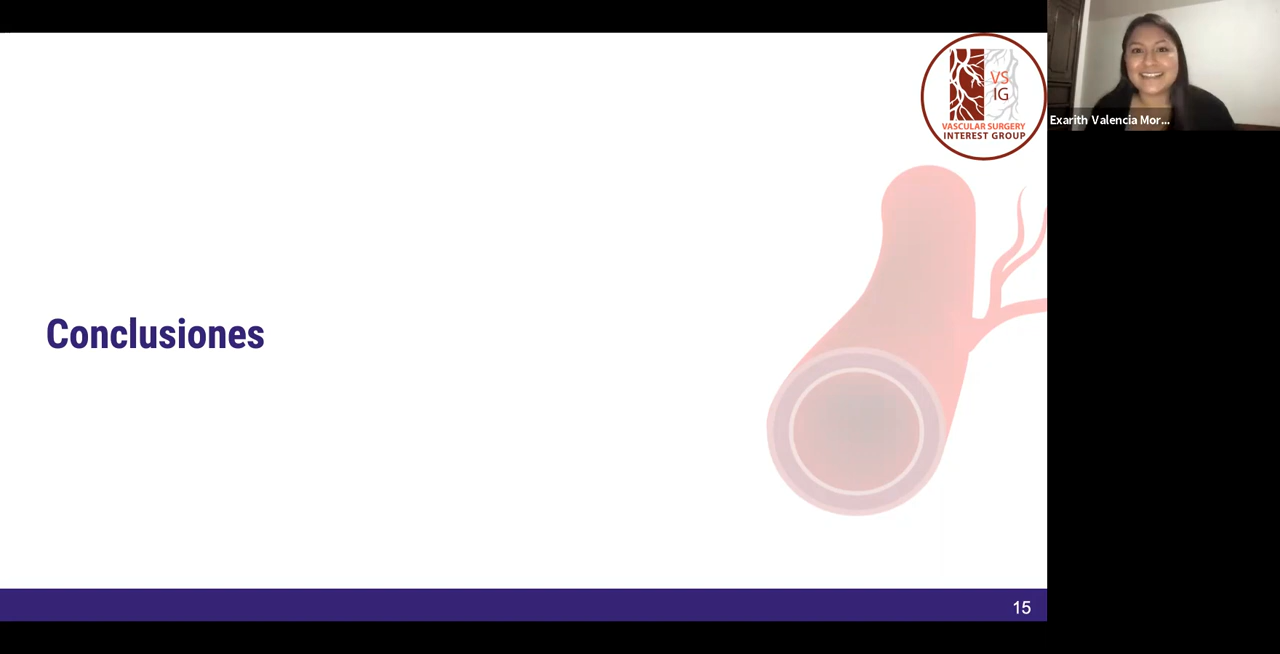 VS
IG
VASCULAR SURGERY
INTEREST GROUP
Exarith Valencia Mor...
Conclusiones
15